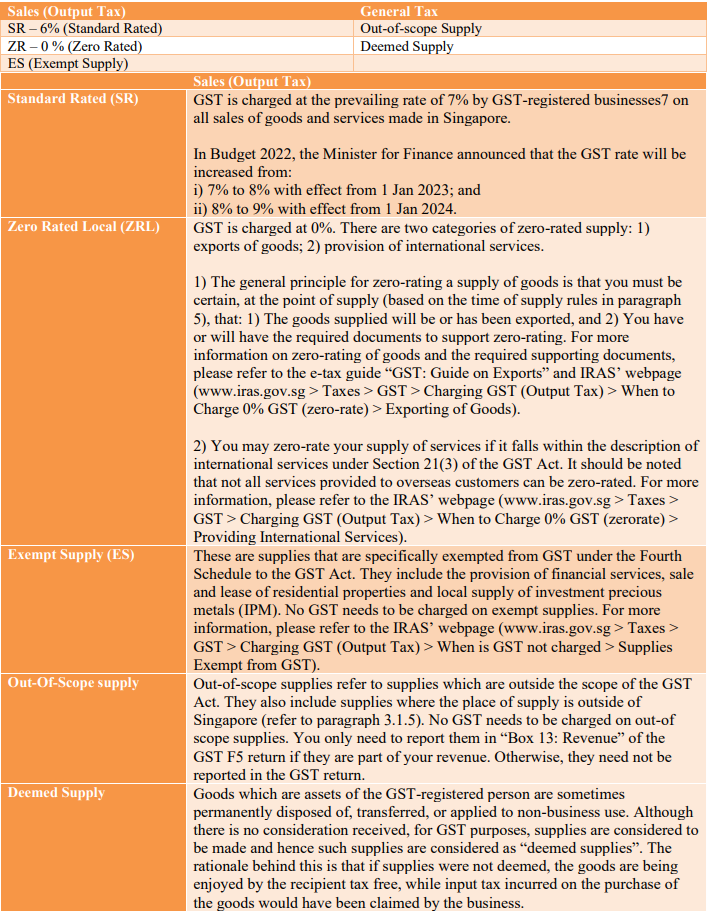 Sales (Output Tax) General Tax
SR – 6% (Standard Rated) Out-of-scope Supply
ZR – 0 % (Zero Rated) Deemed Supply
ES (Exempt Supply)
Sales (Output Tax)
Standard Rated (SR)
GST is charged at the prevailing rate of 7% by GST-registered businesses7 on
all sales of goods and services made in Singapore.
In Budget 2022, the Minister for Finance announced that the GST rate will be
increased from:
i) 7% to 8% with effect from 1 Jan 2023; and
ii) 8% to 9% with effect from 1 Jan 2024.
Zero Rated Local (ZRL)
GST is charged at 0%. There are two categories of zero-rated supply: 1)
exports of goods; 2) provision of international services.
1) The general principle for zero-rating a supply of goods is that you must be
certain, at the point of supply (based on the time of supply rules in paragraph
5), that: 1) The goods supplied will be or has been exported, and 2) You have
or will have the required documents to support zero-rating. For more
information on zero-rating of goods and the required supporting documents,
please refer to the e-tax guide “GST: Guide on Exports” and IRAS’ webpage
(www.iras.gov.sg > Taxes > GST > Charging GST (Output Tax) > When to
Charge 0% GST (zero-rate) > Exporting of Goods).
2) You may zero-rate your supply of services if it falls within the description of
international services under Section 21(3) of the GST Act. It should be noted
that not all services provided to overseas customers can be zero-rated. For more
information, please refer to the IRAS’ webpage (www.iras.gov.sg > Taxes >
GST > Charging GST (Output Tax) > When to Charge 0% GST (zerorate) >
Providing International Services).
Exempt Supply (ES)
These are supplies that are specifically exempted from GST under the Fourth
Schedule to the GST Act. They include the provision of financial services, sale
and lease of residential properties and local supply of investment precious
metals (IPM). No GST needs to be charged on exempt supplies. For more
information, please refer to the IRAS’ webpage (www.iras.gov.sg > Taxes >
GST > Charging GST (Output Tax) > When is GST not charged > Supplies
Exempt from GST).
Out-Of-Scope supply
Out-of-scope supplies refer to supplies which are outside the scope of the GST
Act. They also include supplies where the place of supply is outside of
Singapore (refer to paragraph 3.1.5). No GST needs to be charged on out-of
scope supplies. You only need to report them in “Box 13: Revenue” of the
GST F5 return if they are part of your revenue. Otherwise, they need not be
reported in the GST return.
Deemed Supply
Goods which are assets of the GST-registered person are sometimes
permanently disposed of, transferred, or applied to non-business use. Although
there is no consideration received, for GST purposes, supplies are considered to
be made and hence such supplies are considered as “deemed supplies”. The
rationale behind this is that if supplies were not deemed, the goods are being
enjoyed by the recipient tax free, while input tax incurred on the purchase of
the goods would have been claimed by the business.